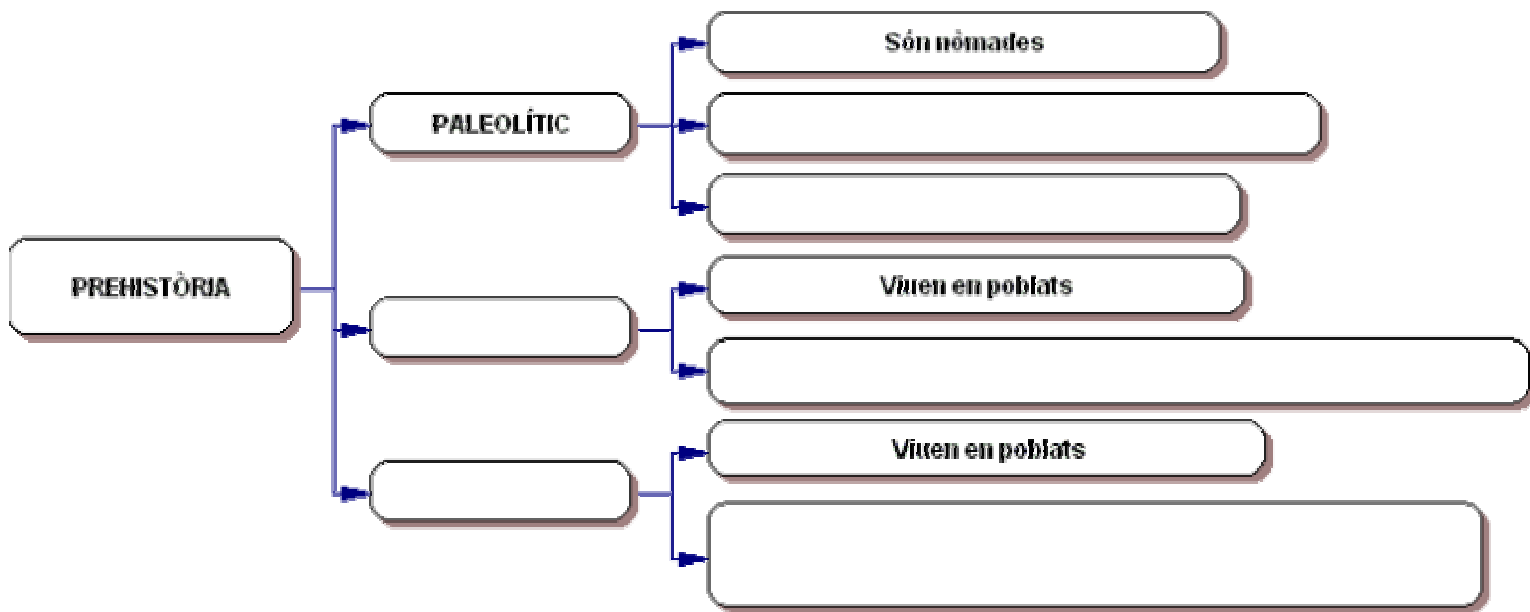 Són nòmades
PALEOLÍTIC
PREHISTÒRIA
Viuen en poblats
Viuen en poblats